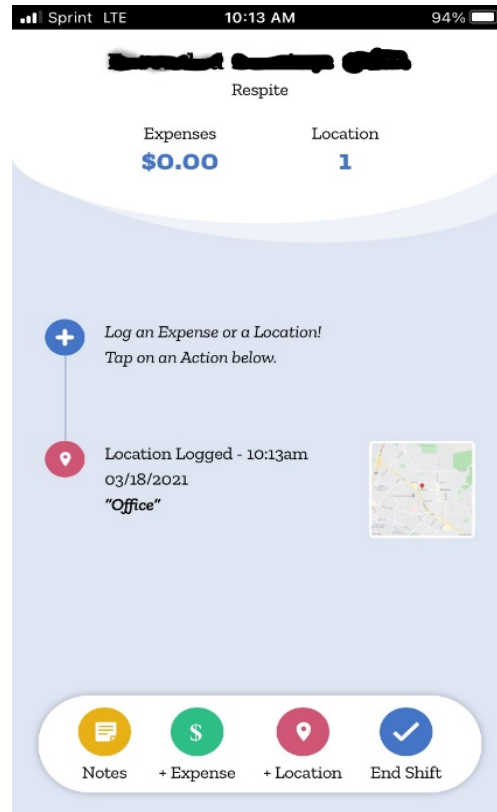 Sprint LTE 10:13 AM 94%
Respite
Expenses Location
$0.00 1
Log an Expense or a Location!
Tap on an Action below.
Location Logged - 10:13am
03/18/2021
"Office"
Notes + Expense + Location End Shift